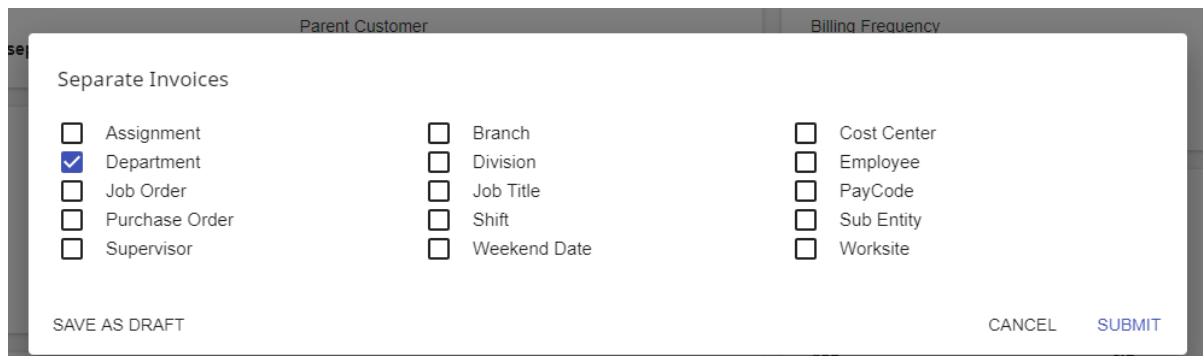 Parent Customer
Billing Frequency
sep
Separate Invoices
Assignment
Branch
Cost Center
Department
Division
Employee
Job Order
Job Title
PayCode
Purchase Order
Shift
Sub Entity
Supervisor
Weekend Date
Worksite
SAVE AS DRAFT
CANCEL
SUBMIT